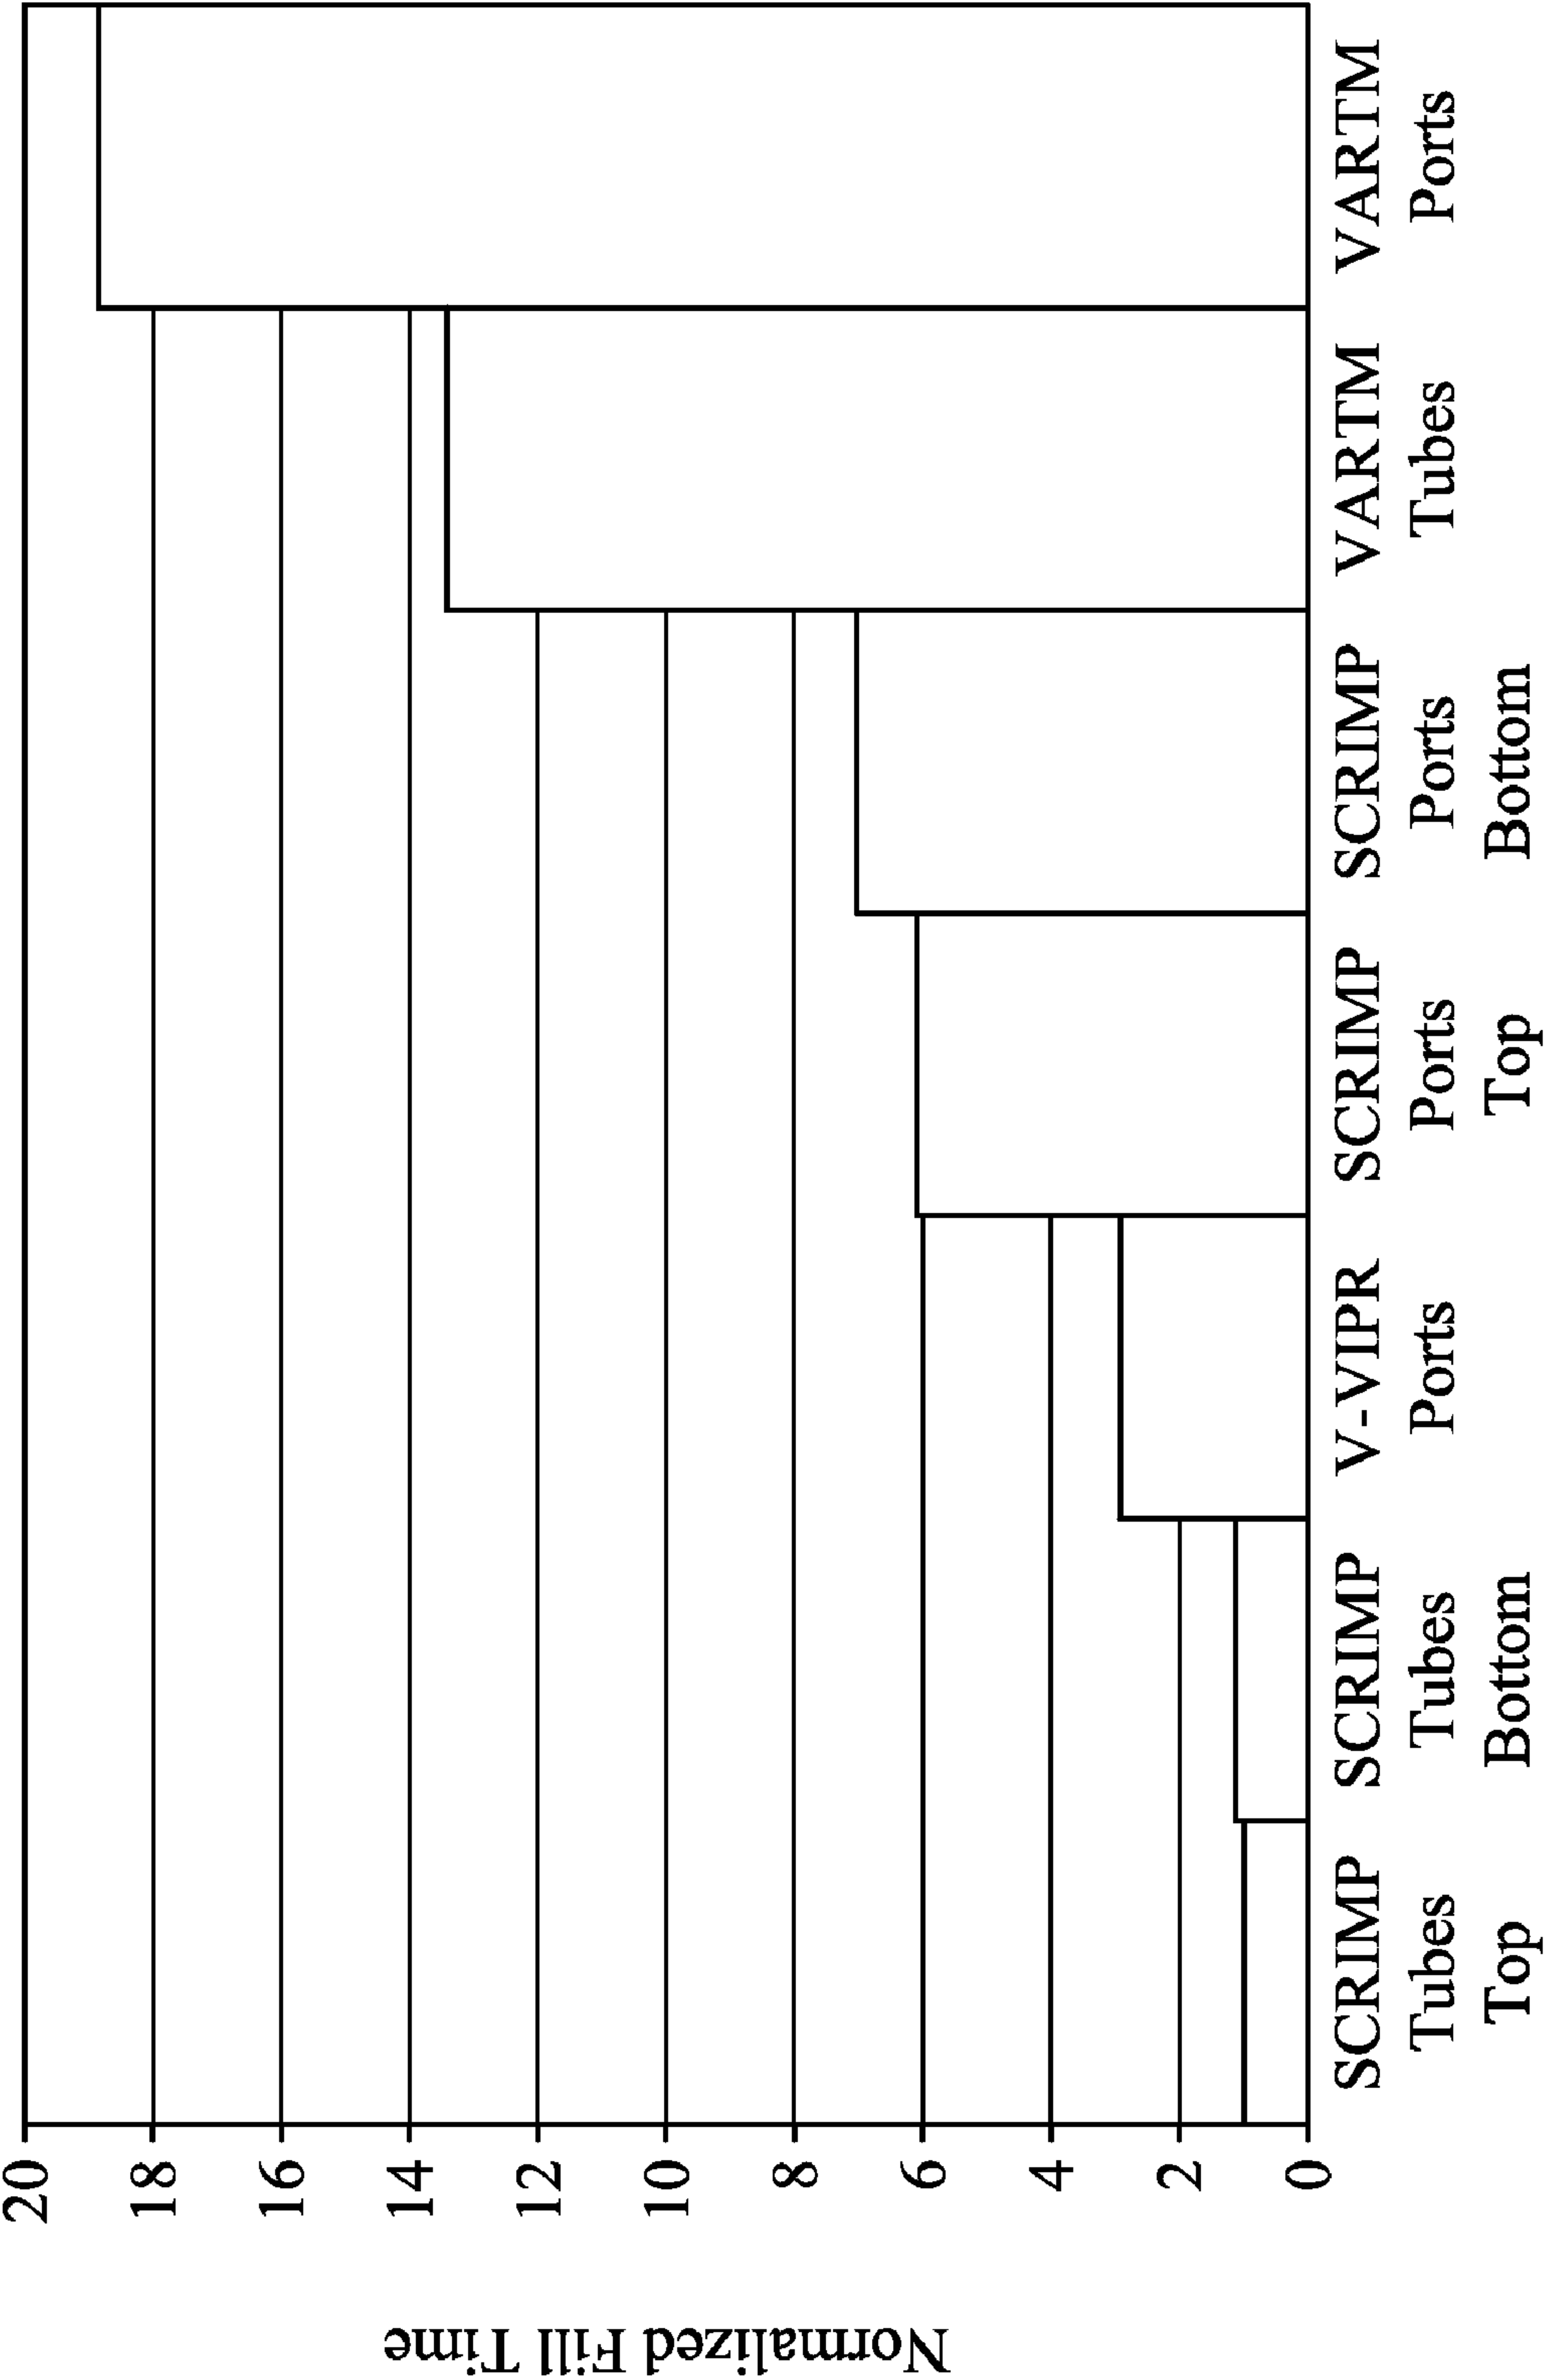 Normalized Fill Time
20
18
16
14
12
10
8
6
4
2
0
SCRIMP
Tubes
Top
SCRIMP
Tubes
Bottom
V-VIPR
Ports
SCRIMP
Ports
Top
SCRIMP
Ports
Bottom
VARTM
Tubes
VARTM
Ports